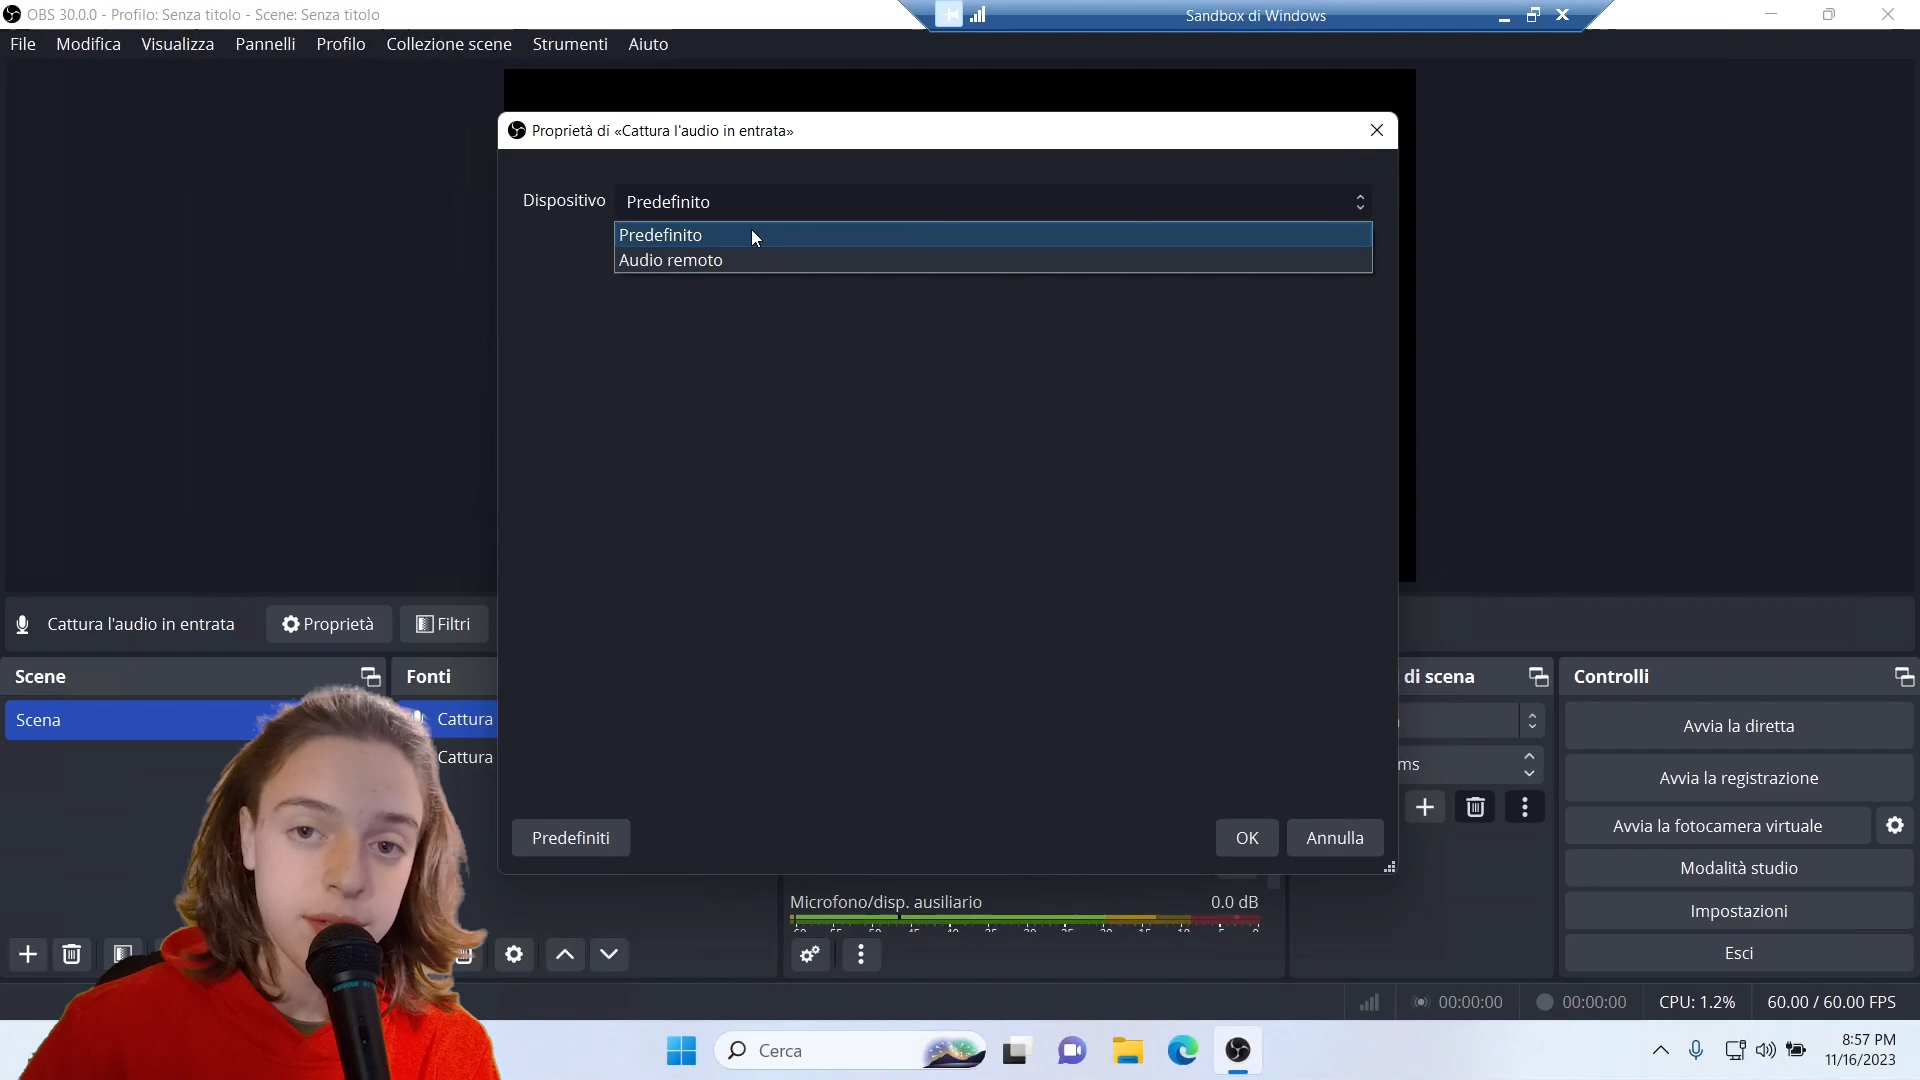 OBS 30.0.0 - Profilo: Senza titolo - Scene: Senza titolo
Sandbox di Windows
File Modifica Visualizza Pannelli Profilo Collezione scene Strumenti Aiuto
Proprietà di «Cattura l'audio in entrata»
Dispositivo Predefinito
Predefinito
Audio remoto
Predefiniti OK Annulla
Cattura l'audio in entrata Proprietà Filtri
Scene
Scena
Fonti
Cattura
Cattura
Microfono/disp. ausiliario 0.0 dB
di scena
ms
Controlli
Avvia la diretta
Avvia la registrazione
Avvia la fotocamera virtuale
Modalità studio
Impostazioni
Esci
00:00:00 00:00:00 CPU: 1.2% 60.00 / 60.00 FPS
Cerca
8:57 PM
11/16/2023